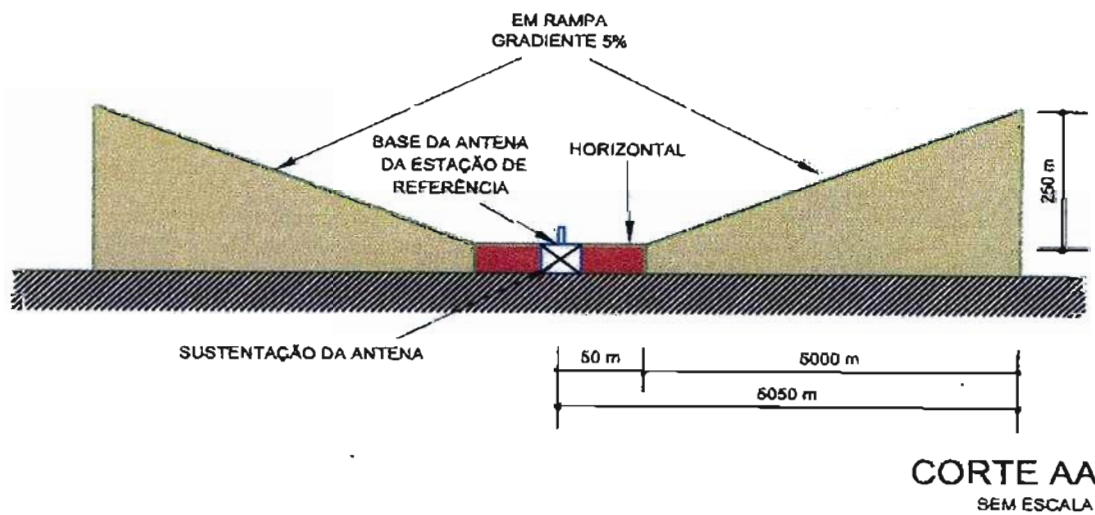 EM RAMPA
GRADIENTE 5%
BASE DA ANTENA
DA ESTAÇÃO DE
REFERÊNCIA
HORIZONTAL
250 m
SUSTENTAÇÃO DA ANTENA
50 m
5000 m
5050 m
CORTE AA
SEM ESCALA